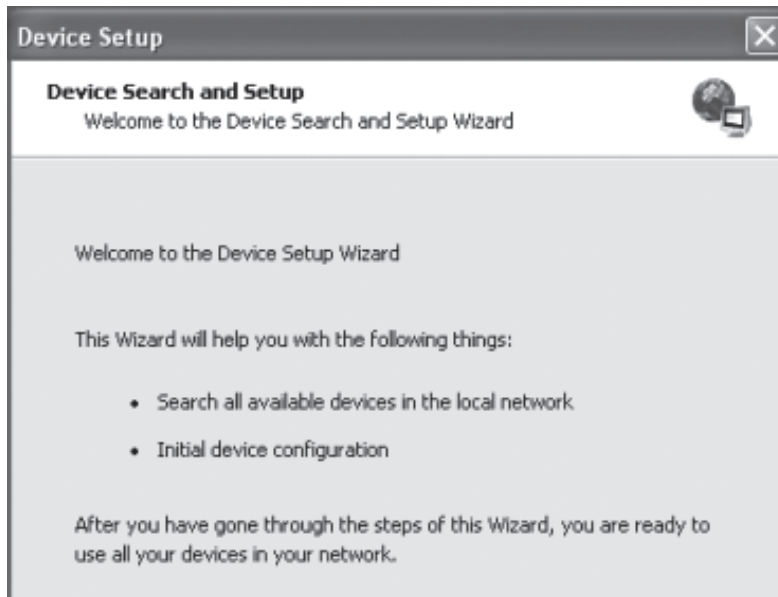 Device Setup
Device Search and Setup
Welcome to the Device Search and Setup Wizard
Welcome to the Device Setup Wizard
This Wizard will help you with the following things:
• Search all available devices in the local network
• Initial device configuration
After you have gone through the steps of this Wizard, you are ready to
use all your devices in your network.